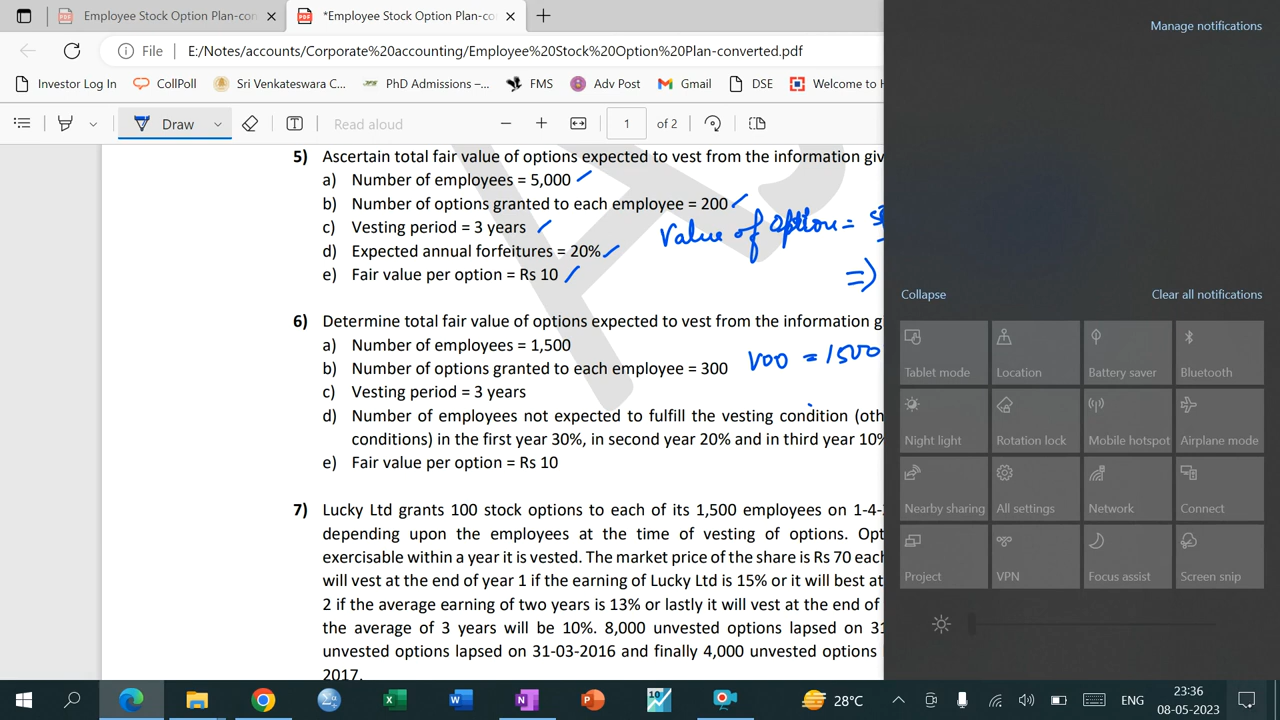 Employee Stock Option Plan-con
*Employee Stock Option Plan-con
File E:/Notes/accounts/Corporate%20accounting/Employee%20Stock%20Option%20Plan-converted.pdf
Investor Log In CollPoll Sri Venkateswara C... PhD Admissions –... FMS Adv Post Gmail DSE Welcome to H
Draw Read aloud 1 of 2
5) Ascertain total fair value of options expected to vest from the information giv
a) Number of employees = 5,000
b) Number of options granted to each employee = 200
c) Vesting period = 3 years
d) Expected annual forfeitures = 20%
e) Fair value per option = Rs 10
Value of option =
=>
6) Determine total fair value of options expected to vest from the information g
a) Number of employees = 1,500
b) Number of options granted to each employee = 300
VOO = 1500
c) Vesting period = 3 years
d) Number of employees not expected to fulfill the vesting condition (oth
conditions) in the first year 30%, in second year 20% and in third year 10%
e) Fair value per option = Rs 10
7) Lucky Ltd grants 100 stock options to each of its 1,500 employees on 1-4-
depending upon the employees at the time of vesting of options. Opt
exercisable within a year it is vested. The market price of the share is Rs 70 each
will vest at the end of year 1 if the earning of Lucky Ltd is 15% or it will best at
2 if the average earning of two years is 13% or lastly it will vest at the end of
the average of 3 years will be 10%. 8,000 unvested options lapsed on 31
unvested options lapsed on 31-03-2016 and finally 4,000 unvested options
2017.
Manage notifications
Collapse Clear all notifications
Tablet mode Location Battery saver Bluetooth
Night light Rotation lock Mobile hotspot Airplane mode
Nearby sharing All settings Network Connect
Project VPN Focus assist Screen snip
28°C ENG 23:36
08-05-2023